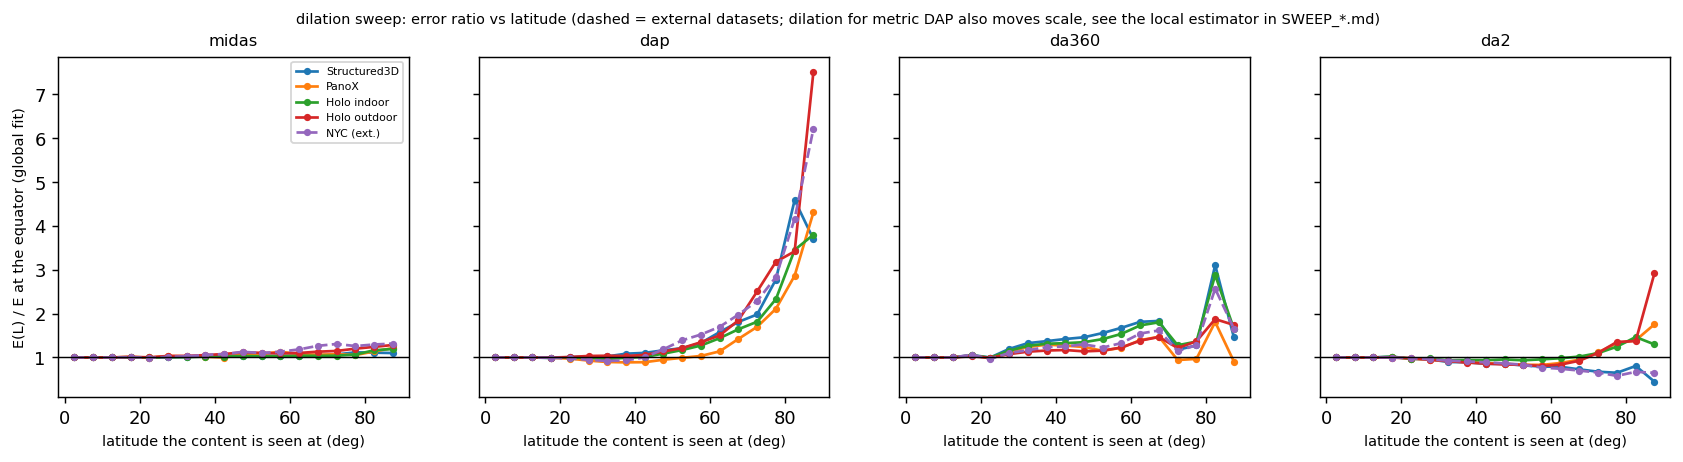 dilation sweep: error ratio vs latitude (dashed = external datasets; dilation for metric DAP also moves scale, see the local estimator in SWEEP_*.md)
midas
dap
da360
da2
E(L) / E at the equator (global fit)
7
6
5
4
3
2
1
Structured3D
PanoX
Holo indoor
Holo outdoor
NYC (ext.)
0 20 40 60 80
0 20 40 60 80
0 20 40 60 80
0 20 40 60 80
latitude the content is seen at (deg)
latitude the content is seen at (deg)
latitude the content is seen at (deg)
latitude the content is seen at (deg)